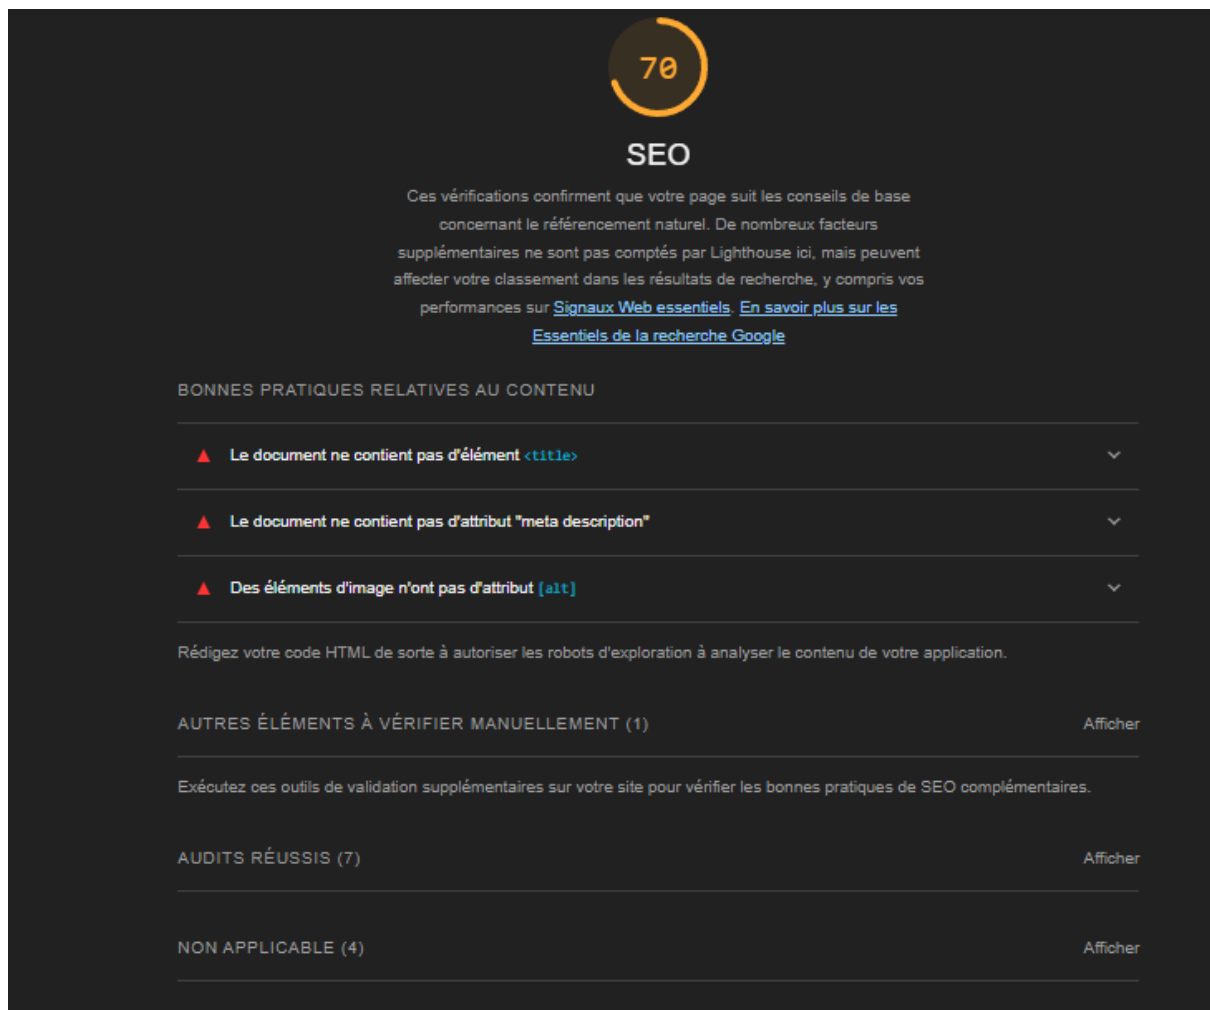 70
SEO
Ces vérifications confirment que votre page suit les conseils de base
concernant le référencement naturel. De nombreux facteurs
supplémentaires ne sont pas comptés par Lighthouse ici, mais peuvent
affecter votre classement dans les résultats de recherche, y compris vos
performances sur Signaux Web essentiels. En savoir plus sur les
Essentiels de la recherche Google
BONNES PRATIQUES RELATIVES AU CONTENU
Le document ne contient pas d'élément <title>
Le document ne contient pas d'attribut "meta description"
Des éléments d'image n'ont pas d'attribut [alt]
Rédigez votre code HTML de sorte à autoriser les robots d'exploration à analyser le contenu de votre application.
AUTRES ÉLÉMENTS À VÉRIFIER MANUELLEMENT (1) Afficher
Exécutez ces outils de validation supplémentaires sur votre site pour vérifier les bonnes pratiques de SEO complémentaires.
AUDITS RÉUSSIS (7) Afficher
NON APPLICABLE (4) Afficher